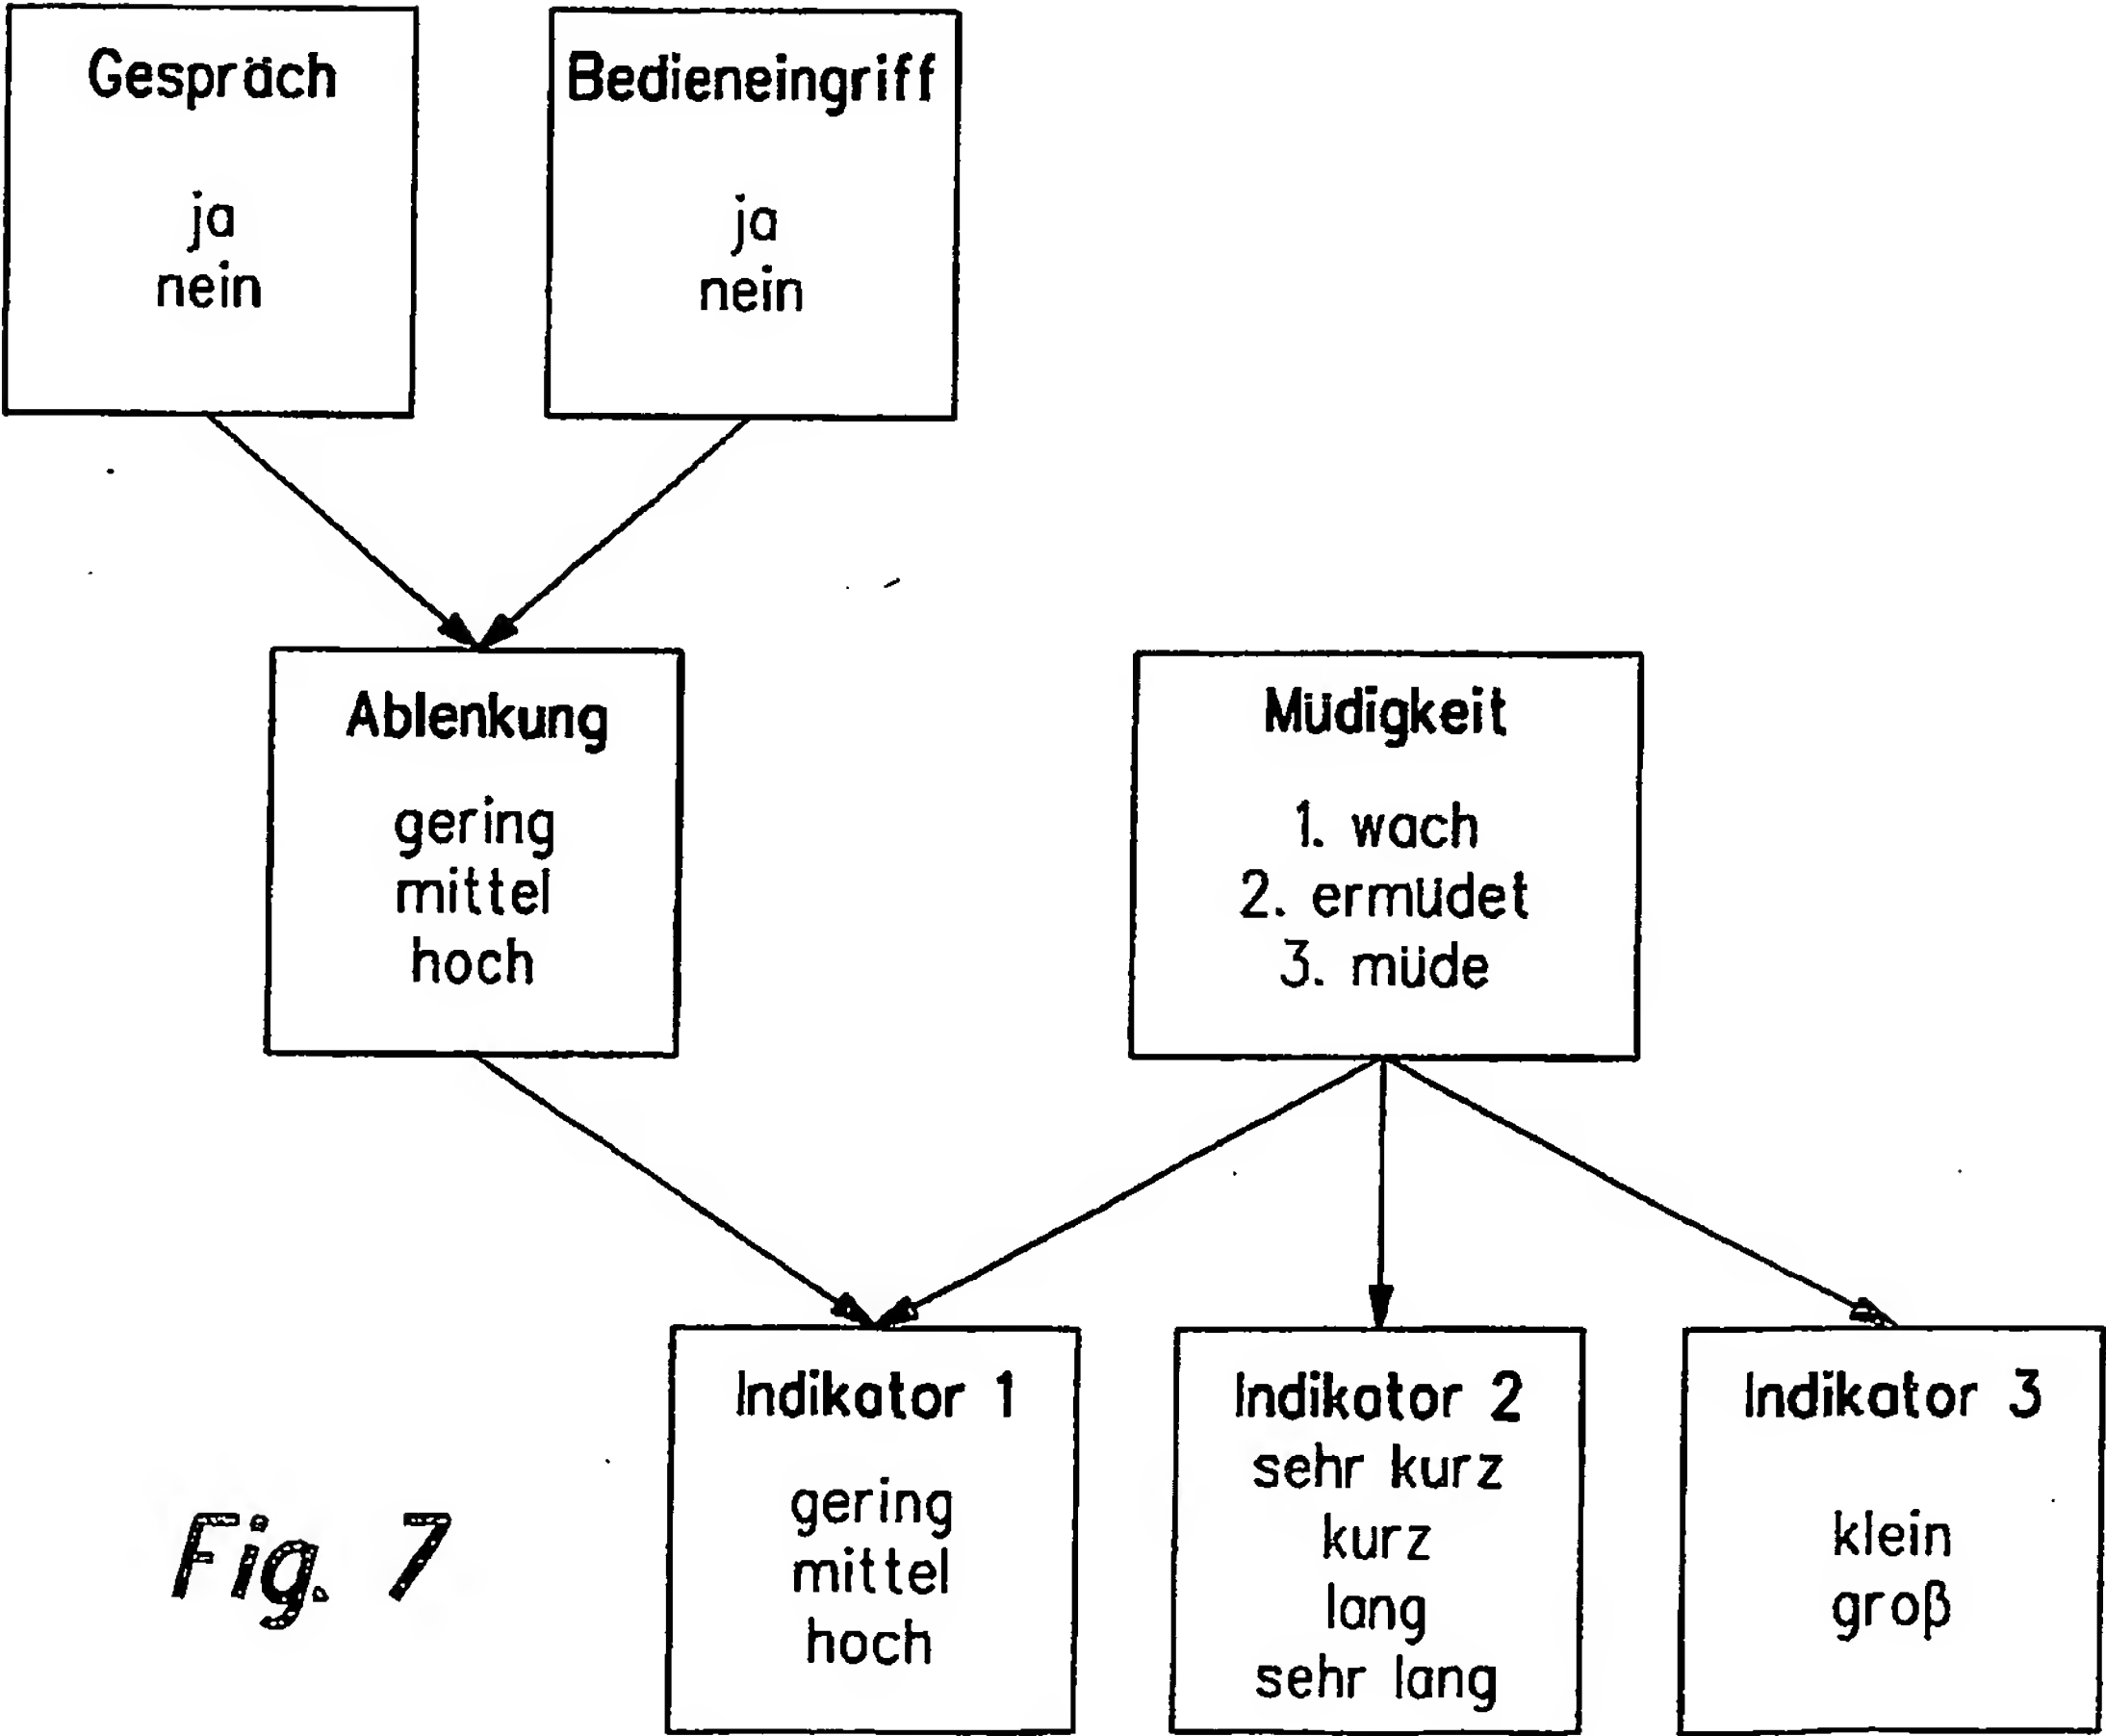 Gespräch
ja
nein
Bedieneingriff
ja
nein
Ablenkung
gering
mittel
hoch
Müdigkeit
1. wach
2. ermüdet
3. müde
Indikator 1
gering
mittel
hoch
Indikator 2
sehr kurz
kurz
lang
sehr lang
Indikator 3
klein
groß
Fig. 7